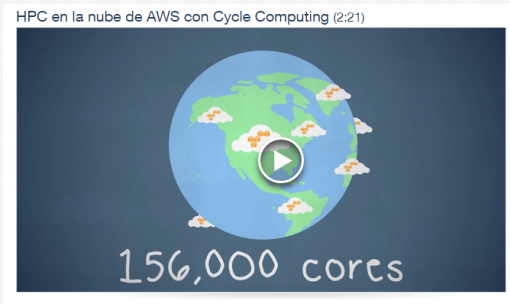 HPC en la nube de AWS con Cycle Computing (2:21)
156,000 cores